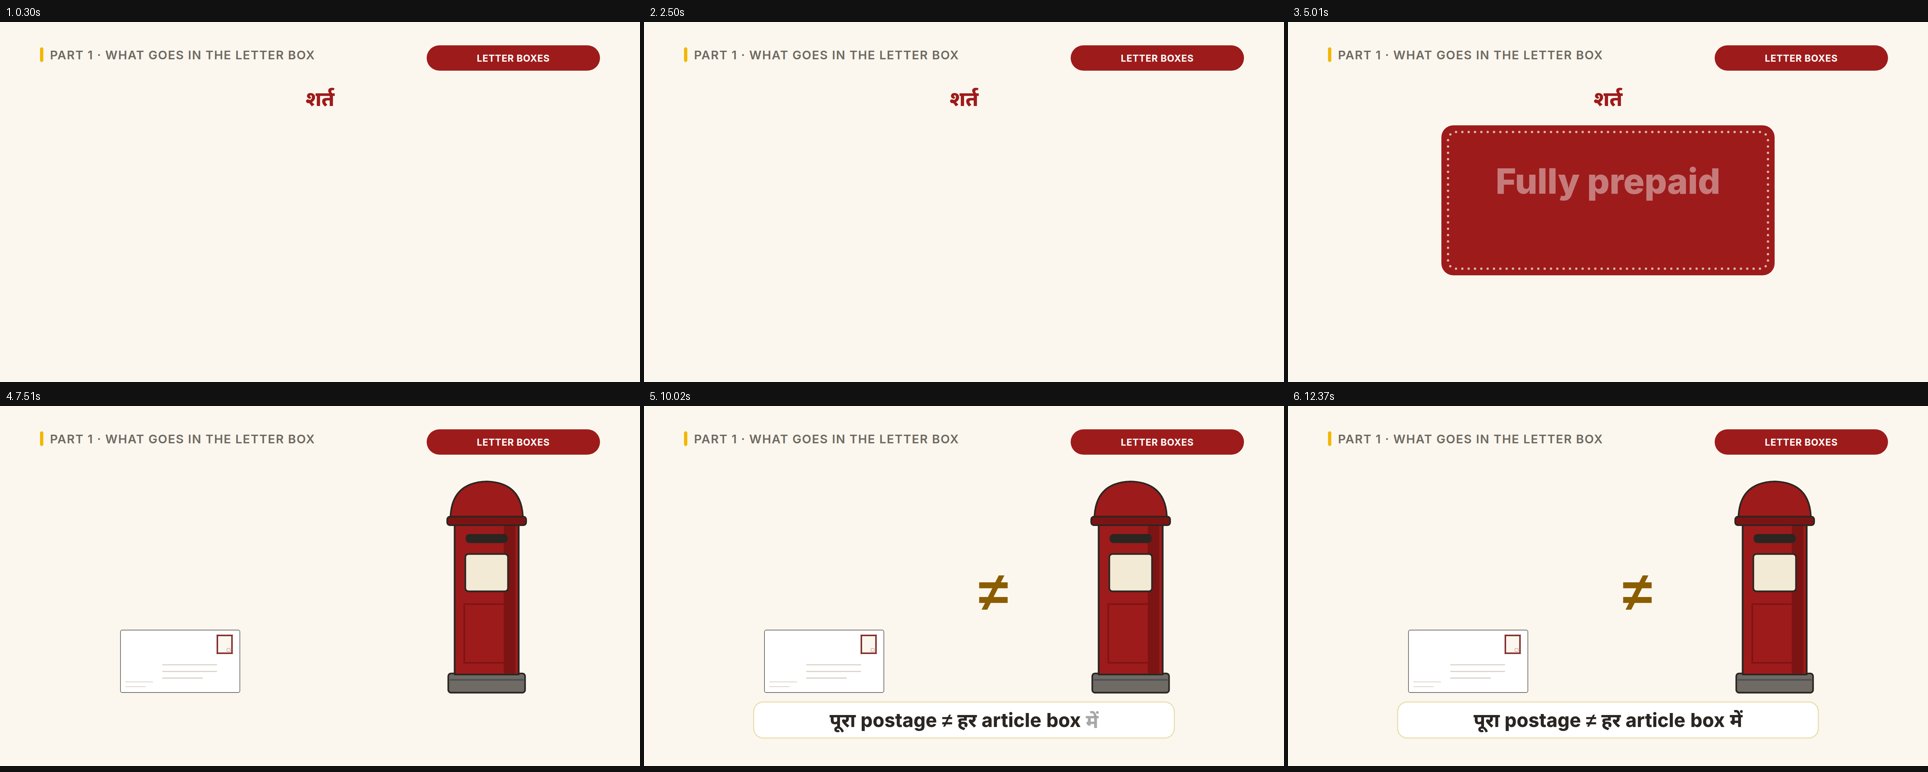 1. 0.30s
PART 1 · WHAT GOES IN THE LETTER BOX
LETTER BOXES
शर्त
2. 2.50s
PART 1 · WHAT GOES IN THE LETTER BOX
LETTER BOXES
शर्त
3. 5.01s
PART 1 · WHAT GOES IN THE LETTER BOX
LETTER BOXES
शर्त
Fully prepaid
4. 7.51s
PART 1 · WHAT GOES IN THE LETTER BOX
LETTER BOXES
5. 10.02s
PART 1 · WHAT GOES IN THE LETTER BOX
LETTER BOXES
≠
पूरा postage ≠ हर article box में
6. 12.37s
PART 1 · WHAT GOES IN THE LETTER BOX
LETTER BOXES
≠
पूरा postage ≠ हर article box में